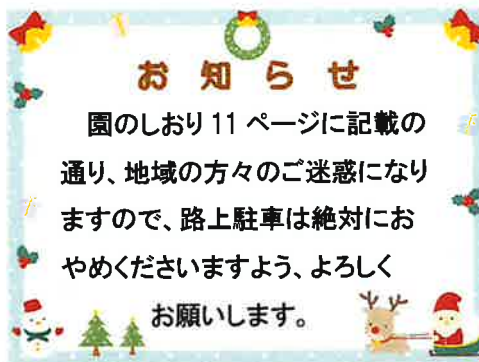 お知らせ
園のしおり11ページに記載の
通り、地域の方々のご迷惑になり
ますので、路上駐車は絶対にお
やめくださいますよう、よろしく
お願いします。